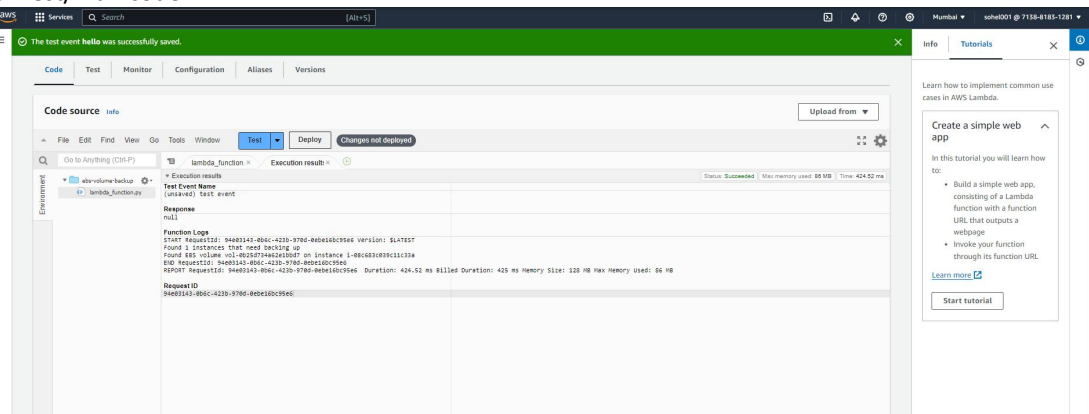 aws Services Search [Alt+S] Mumbai sohel001 @ 7138-8183-1281
The test event hello was successfully saved.
Code Test Monitor Configuration Aliases Versions
Code source Info
Upload from
File Edit Find View Go Tools Window Test Deploy Changes not deployed
Go to Anything (Ctrl-P)
lambda_function × Execution result: ×
Environment
ebs-volume-backup
lambda_function.py
Execution results
Status: Succeeded Max memory used: 86 MB Time: 424.52 ms
Test Event Name
(unsaved) test event
Response
null
Function Logs
START RequestId: 94e03143-0b6c-423b-970d-0ebe16bc95e6 Version: $LATEST
Found 1 instances that need backing up
Found EBS volume vol-0b25d734a62e1bbd7 on instance i-08c683c039c11c33a
END RequestId: 94e03143-0b6c-423b-970d-0ebe16bc95e6
REPORT RequestId: 94e03143-0b6c-423b-970d-0ebe16bc95e6 Duration: 424.52 ms Billed Duration: 425 ms Memory Size: 128 MB Max Memory Used: 86 MB
Request ID
94e03143-0b6c-423b-970d-0ebe16bc95e6
Info Tutorials
Learn how to implement common use
cases in AWS Lambda.
Create a simple web
app
In this tutorial you will learn how
to:
• Build a simple web app,
consisting of a Lambda
function with a function
URL that outputs a
webpage
• Invoke your function
through its function URL
Learn more
Start tutorial